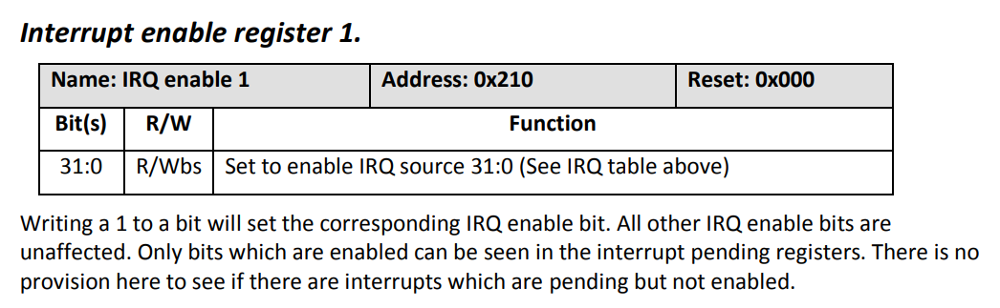 Interrupt enable register 1.
Name: IRQ enable 1 Address: 0x210 Reset: 0x000
Bit(s) R/W Function
31:0 R/Wbs Set to enable IRQ source 31:0 (See IRQ table above)
Writing a 1 to a bit will set the corresponding IRQ enable bit. All other IRQ enable bits are
unaffected. Only bits which are enabled can be seen in the interrupt pending registers. There is no
provision here to see if there are interrupts which are pending but not enabled.